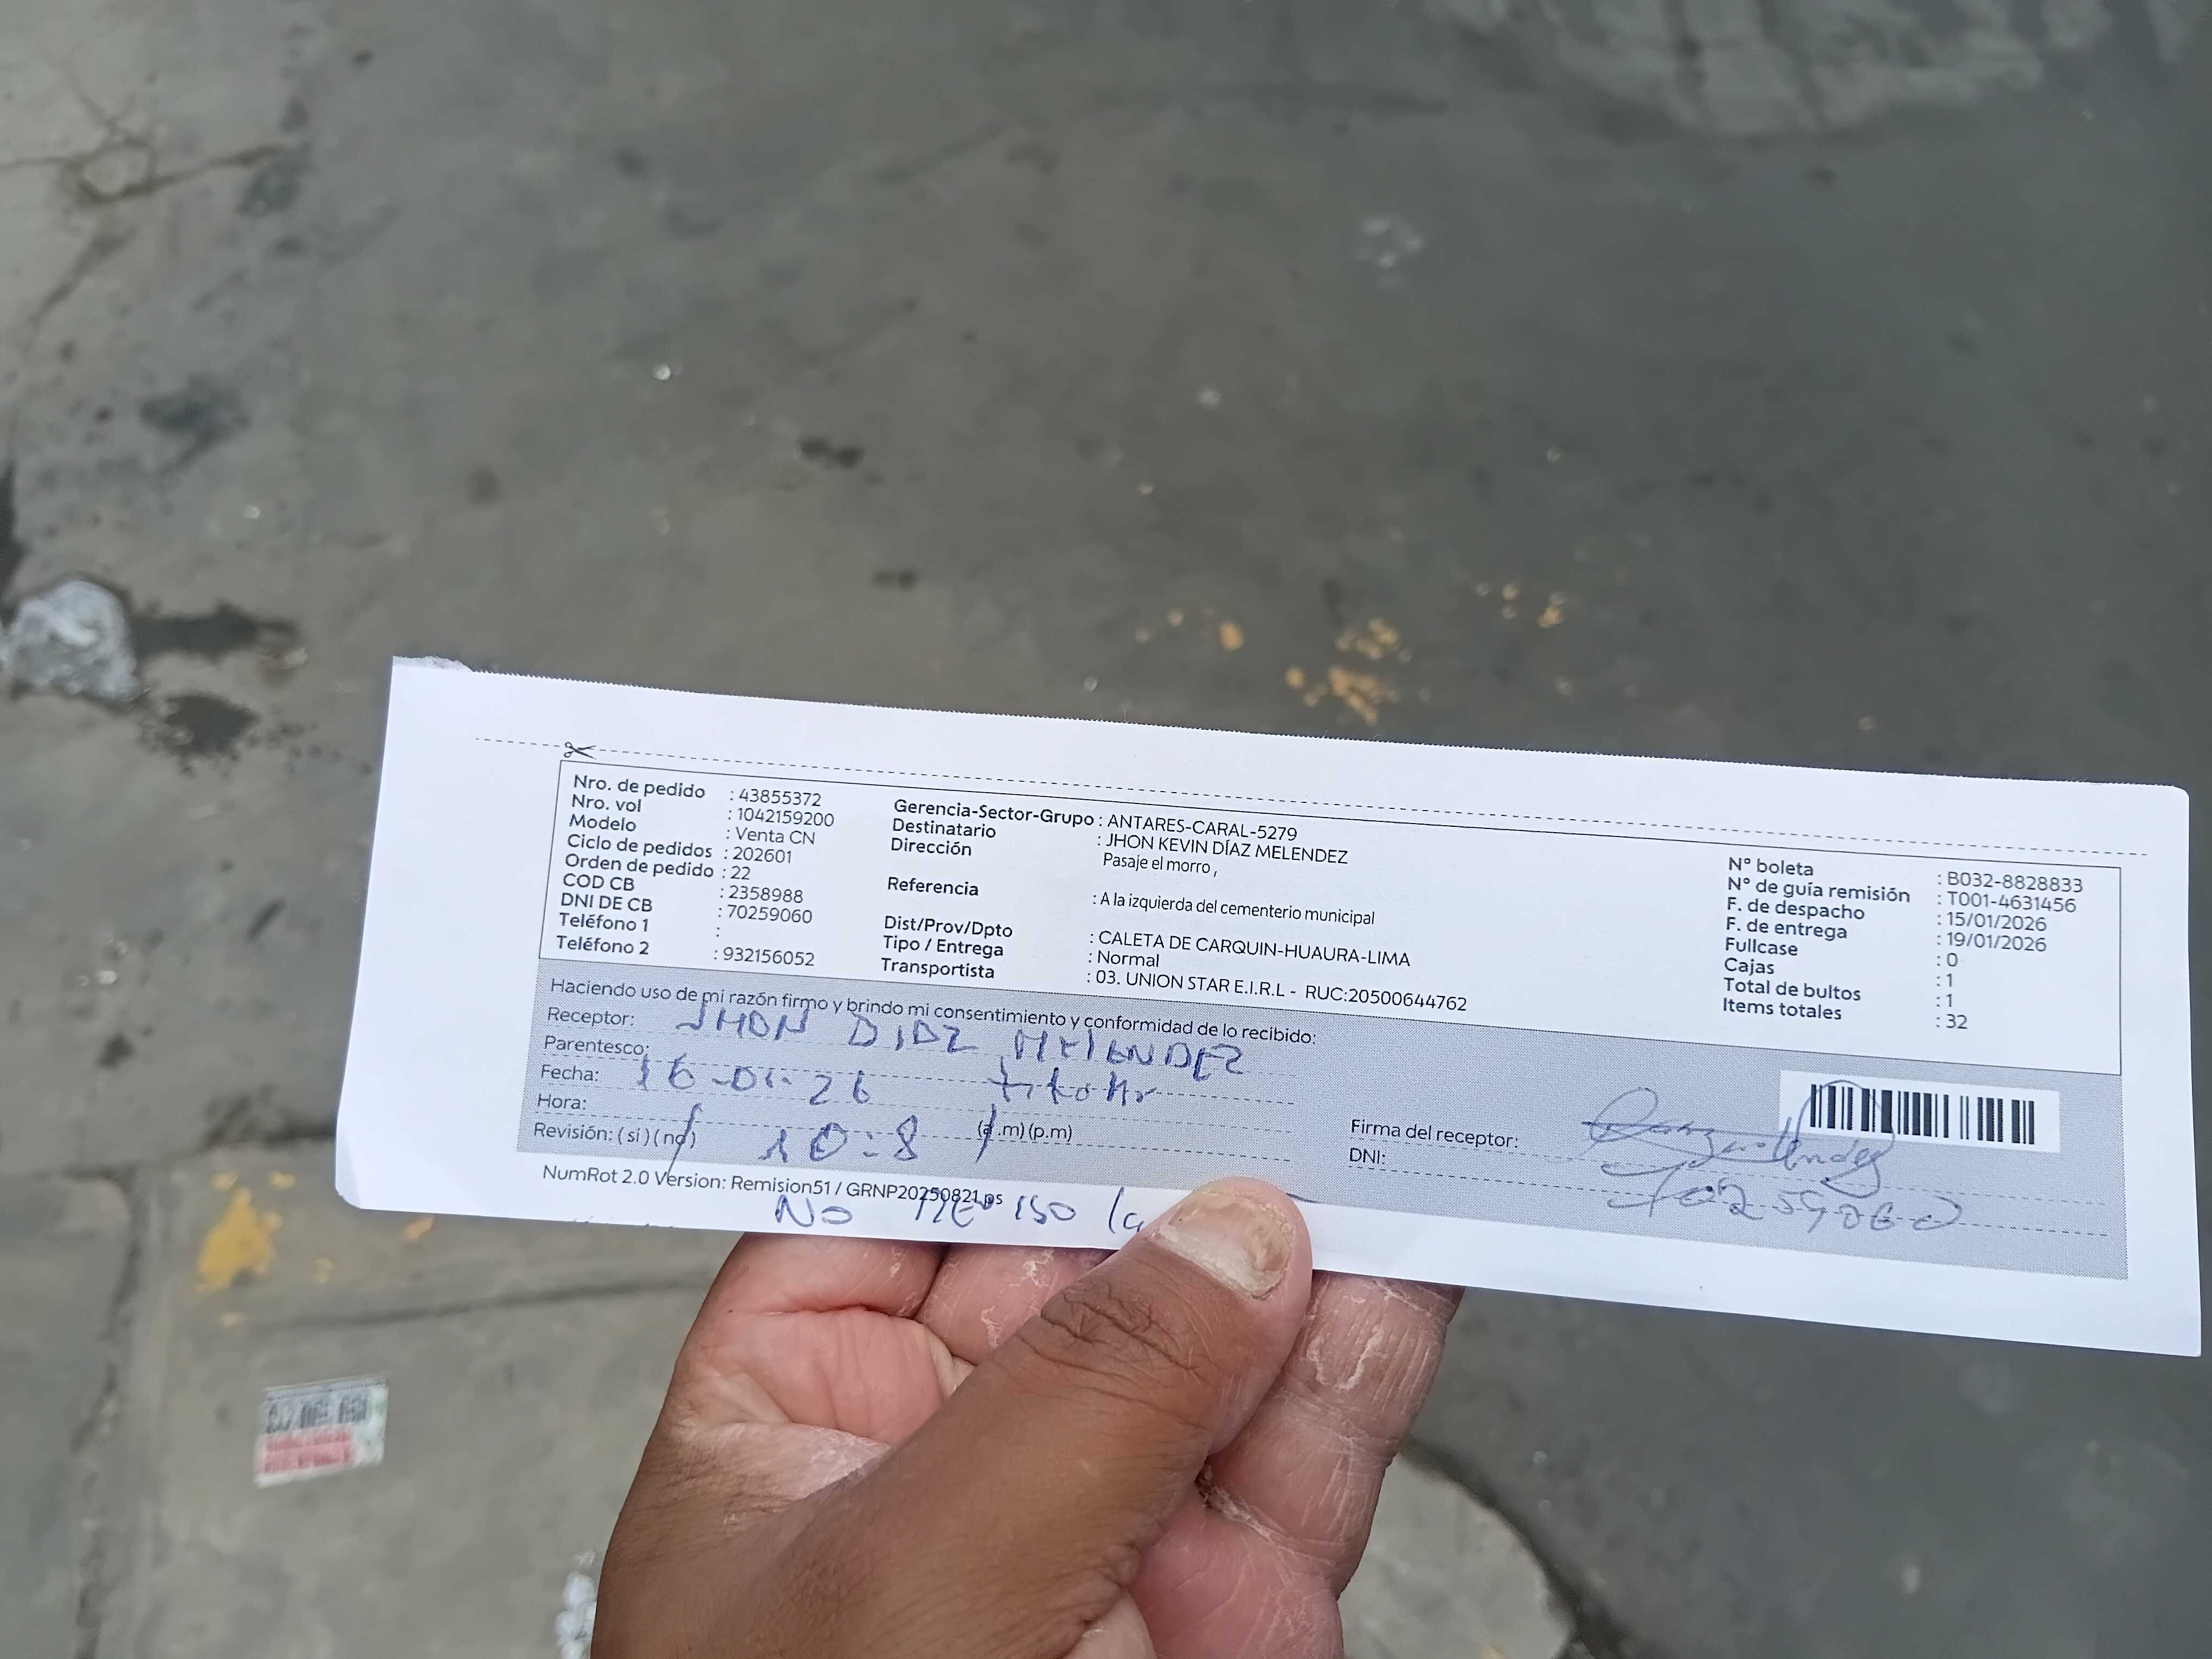 Nro. de pedido : 43855372
Nro. vol : 1042159200
Modelo : Venta CN
Ciclo de pedidos : 202601
Orden de pedido : 22
COD CB : 2358988
DNI DE CB : 70259060
Teléfono 1 :
Teléfono 2 : 932156052
Gerencia-Sector-Grupo : ANTARES-CARAL-5279
Destinatario : JHON KEVIN DÍAZ MELENDEZ
Dirección Pasaje el morro ,
Referencia : A la izquierda del cementerio municipal
Dist/Prov/Dpto : CALETA DE CARQUIN-HUAURA-LIMA
Tipo / Entrega : Normal
Transportista : 03. UNION STAR E.I.R.L - RUC:20500644762
N° boleta : B032-8828833
N° de guía remisión : T001-4631456
F. de despacho : 15/01/2026
F. de entrega : 19/01/2026
Fullcase : 0
Cajas : 1
Total de bultos : 1
Items totales : 32
Haciendo uso de mi razón firmo y brindo mi consentimiento y conformidad de lo recibido:
Receptor: JHON DIAZ MELENDEZ
Parentesco:
Fecha: 16-01-26
Hora: 10:8 (a.m) (p.m)
Revisión: ( si ) ( no )
Firma del receptor:
DNI: 70259060
NumRot 2.0 Version: Remision51 / GRNP20250821.ps
No